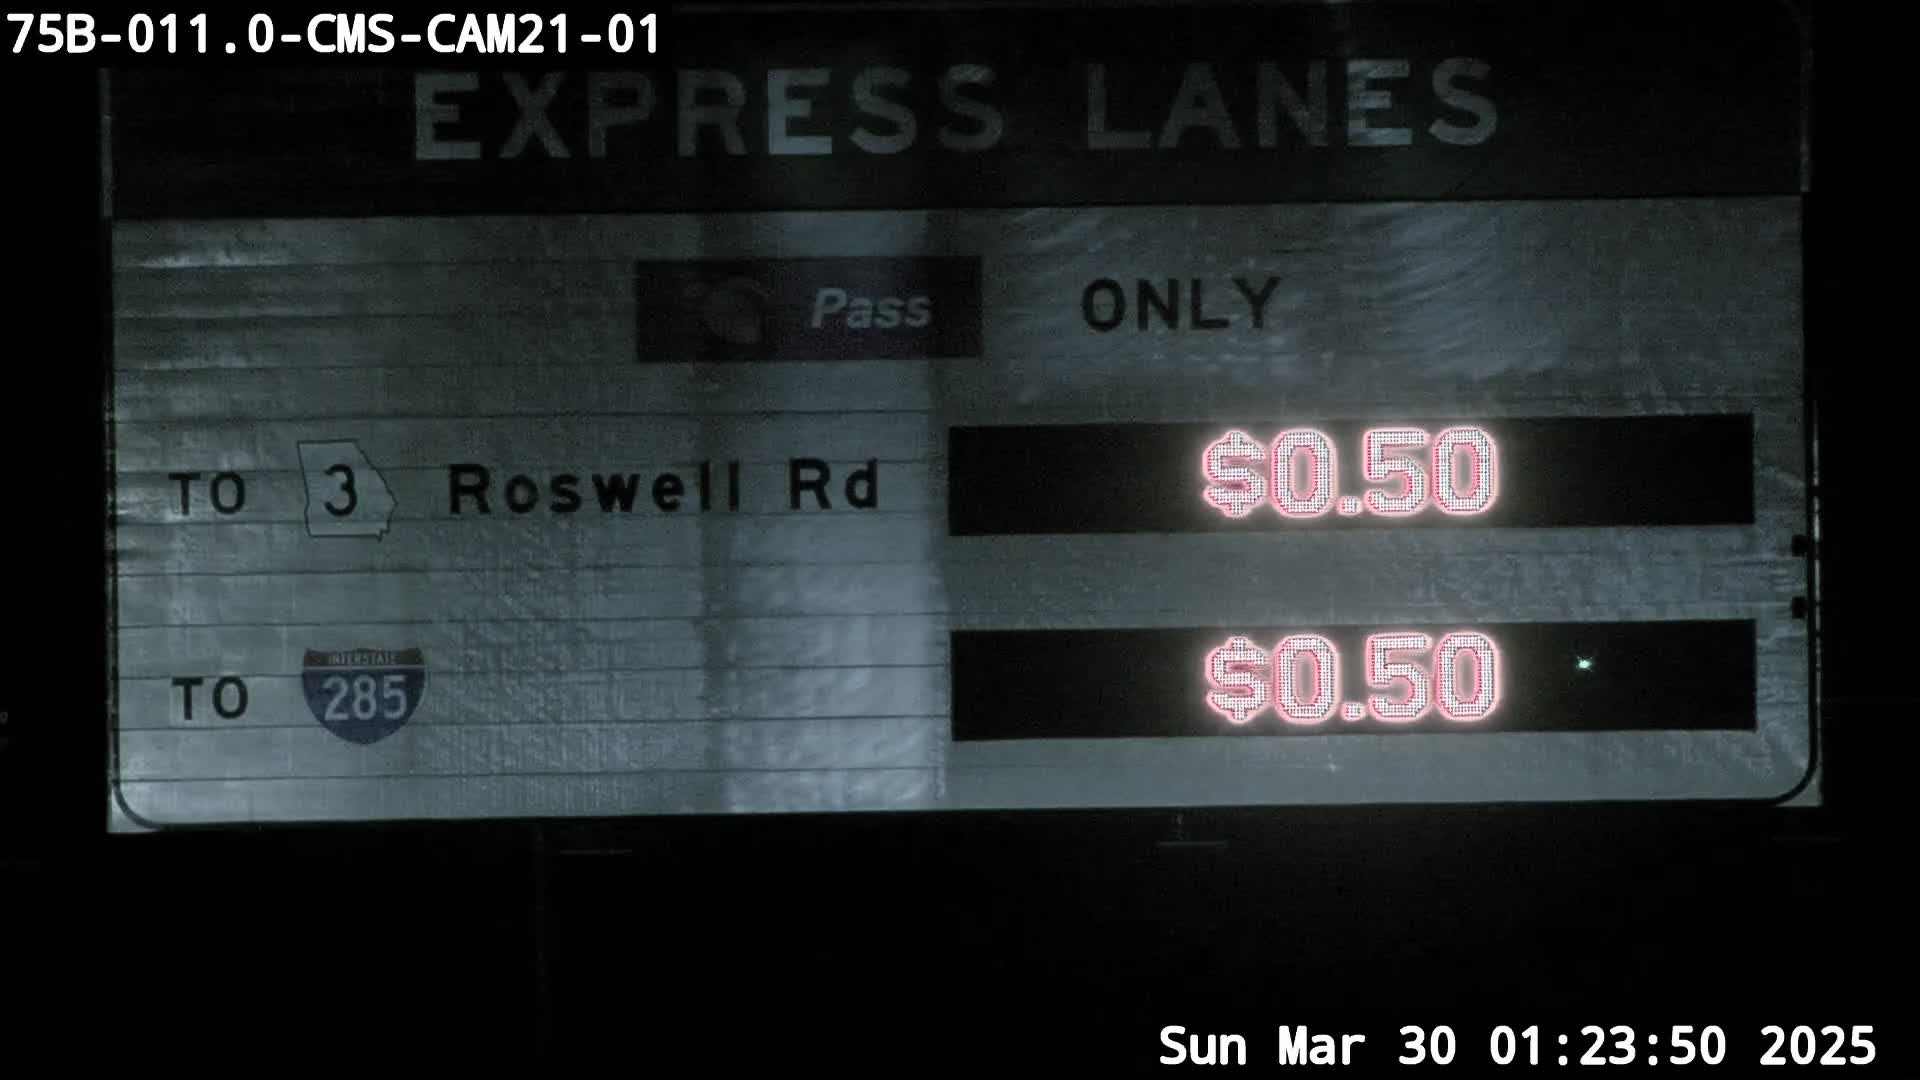 75B-011.0-CMS-CAM21-01
EXPRESS LANES
Pass ONLY
TO 3 Roswell Rd $0.50
TO INTERSTATE 285 $0.50
Sun Mar 30 01:23:50 2025